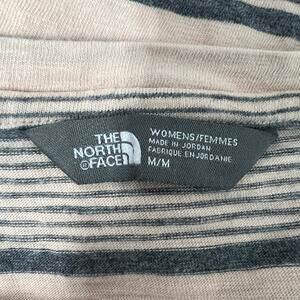 THE
NORTH
FACE
WOMENS/FEMMES
MADE IN JORDAN
FABRIQUE EN JORDANIE
M/M